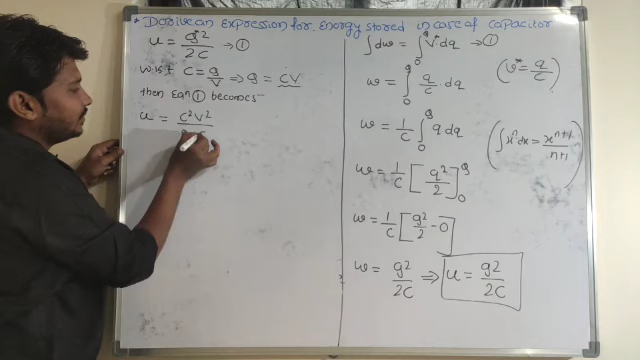 * Derive an Expression for Energy stored in case of capacitor
u = q²/2C →①
w.k.t C = q/V ⇒ q = CV
then Eqn ① becomes
u = C²V²
∫dw = ∫₀^q V·dq →①
w = ∫₀^q q/C · dq
(V = q/C)
w = 1/C ∫₀^q q dq
(∫xⁿdx = xⁿ⁺¹/n+1)
w = 1/C [q²/2]₀^q
w = 1/C [q²/2 - 0]
w = q²/2C ⇒ u = q²/2C